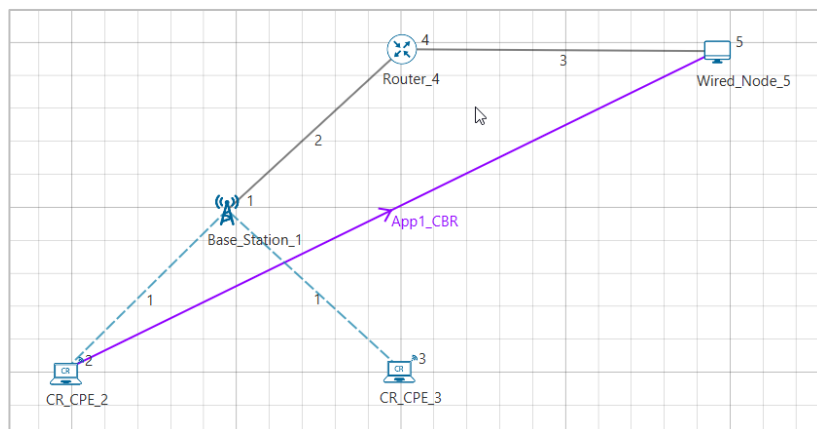 4
5
Router_4
3
Wired_Node_5
2
1
App1_CBR
Base_Station_1
1
1
CR
2
CR
3
CR_CPE_2
CR_CPE_3